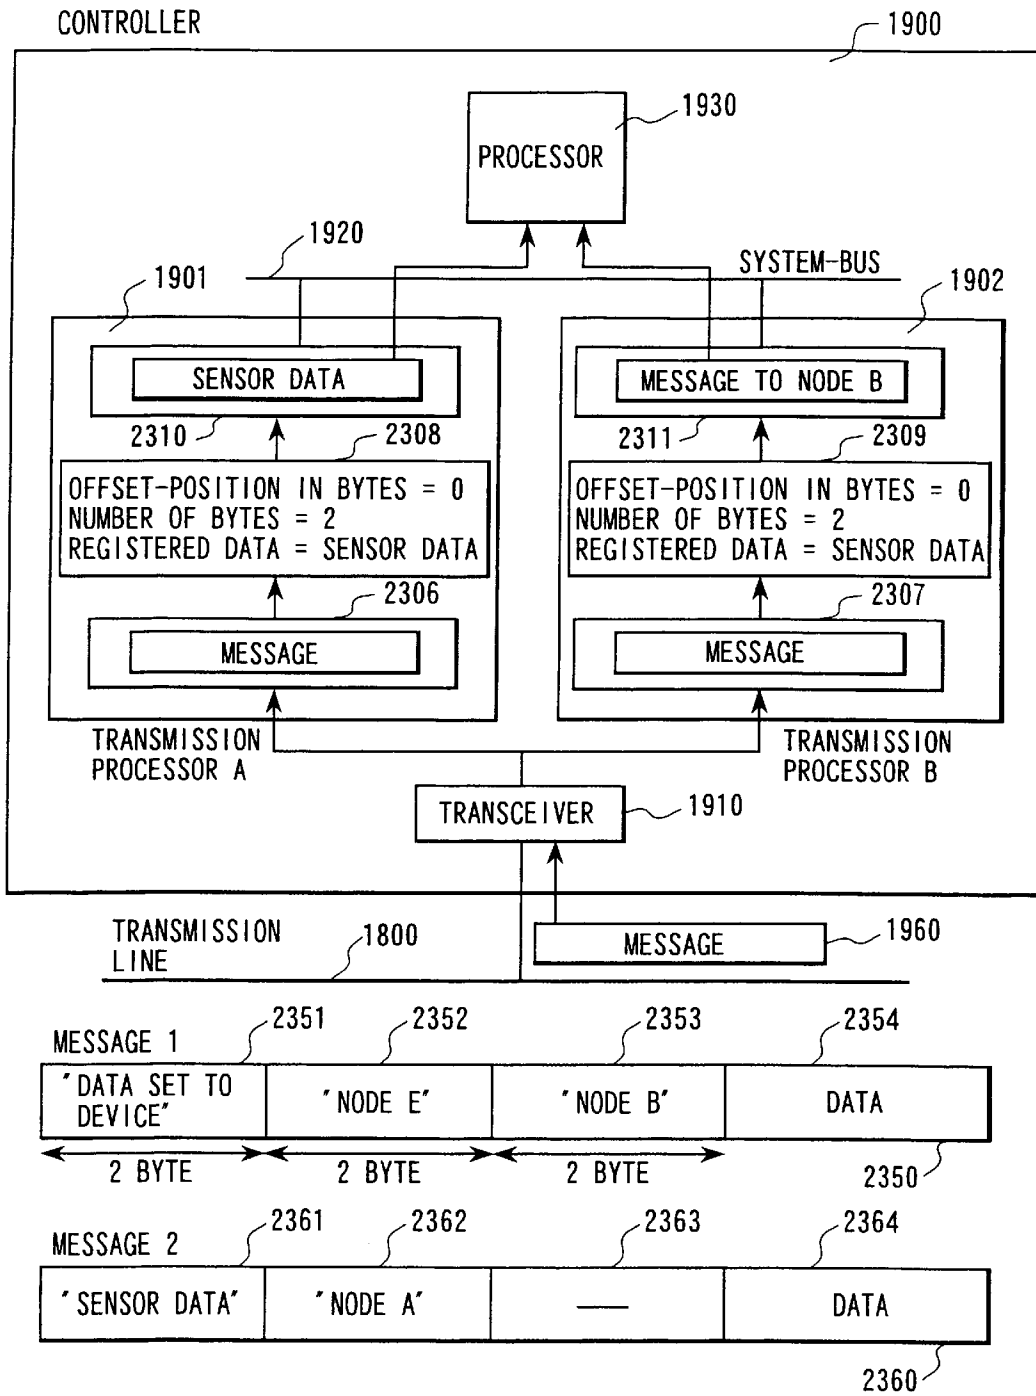 CONTROLLER
1900
1930
PROCESSOR
1920
SYSTEM-BUS
1901
1902
SENSOR DATA
MESSAGE TO NODE B
2310
2308
2311
2309
OFFSET-POSITION IN BYTES = 0
NUMBER OF BYTES = 2
REGISTERED DATA = SENSOR DATA
OFFSET-POSITION IN BYTES = 0
NUMBER OF BYTES = 2
REGISTERED DATA = SENSOR DATA
2306
2307
MESSAGE
MESSAGE
TRANSMISSION
PROCESSOR A
TRANSMISSION
PROCESSOR B
TRANSCEIVER
1910
TRANSMISSION
LINE
1800
MESSAGE
1960
MESSAGE 1
2351
2352
2353
2354
"DATA SET TO
DEVICE"
"NODE E"
"NODE B"
DATA
2 BYTE
2 BYTE
2 BYTE
2350
MESSAGE 2
2361
2362
2363
2364
"SENSOR DATA"
"NODE A"
—
DATA
2360